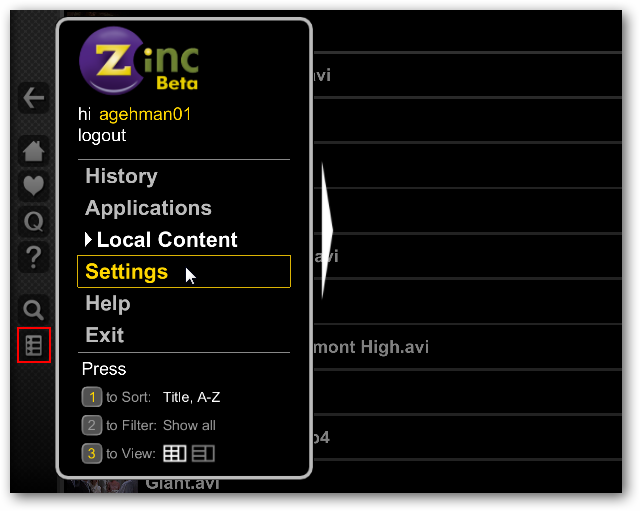 Zinc
Beta
hi agehman01
logout
History
Applications
Local Content
Settings
Help
Exit
Press
1 to Sort: Title, A-Z
2 to Filter: Show all
3 to View:
Q
?
.avi
.avi
mont High.avi
p4
Giant.avi